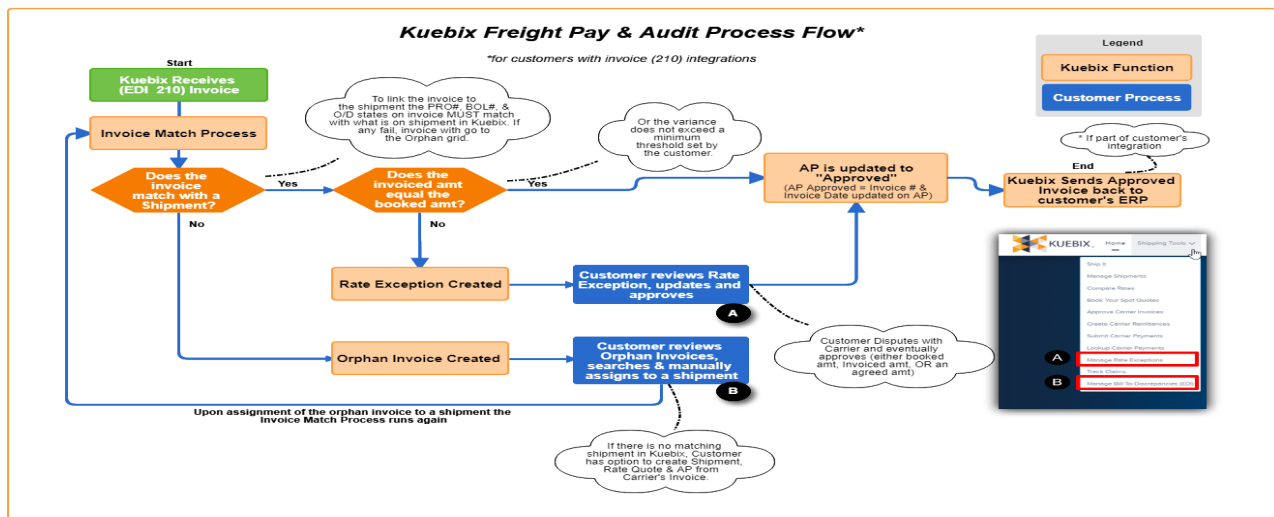 Kuebix Freight Pay & Audit Process Flow*
*for customers with invoice (210) integrations
Legend
Kuebix Function
Customer Process
Start
Kuebix Receives
(EDI 210) Invoice
Invoice Match Process
To link the invoice to
the shipment the PRO#, BOL#, &
O/D states on invoice MUST match
with what is on shipment in Kuebix. If
any fail, invoice with go to
the Orphan grid.
Or the variance
does not exceed a
minimum
threshold set by
the customer.
* If part of customer's
integration
Does the
invoice
match with a
Shipment?
Yes
No
Does the
invoiced amt
equal the
booked amt?
Yes
No
AP is updated to
"Approved"
(AP Approved = Invoice # &
Invoice Date updated on AP)
End
Kuebix Sends Approved
Invoice back to
customer's ERP
Rate Exception Created
Customer reviews Rate
Exception, updates and
approves
A
Orphan Invoice Created
Customer reviews
Orphan Invoices,
searches & manually
assigns to a shipment
B
Customer Disputes with
Carrier and eventually
approves (either booked
amt, Invoiced amt, OR an
agreed amt)
Upon assignment of the orphan invoice to a shipment the
Invoice Match Process runs again
If there is no matching
shipment in Kuebix, Customer
has option to create Shipment,
Rate Quote & AP from
Carrier's Invoice.
KUEBIX
Home
Shipping Tools
Ship It
Manage Shipments
Compare Rates
Book Your Spot Quotes
Approve Carrier Invoices
Create Carrier Remittances
Submit Carrier Payments
Lookup Carrier Payments
A
Manage Rate Exceptions
Track Claims
B
Manage Bill-To Discrepancies (EDI)